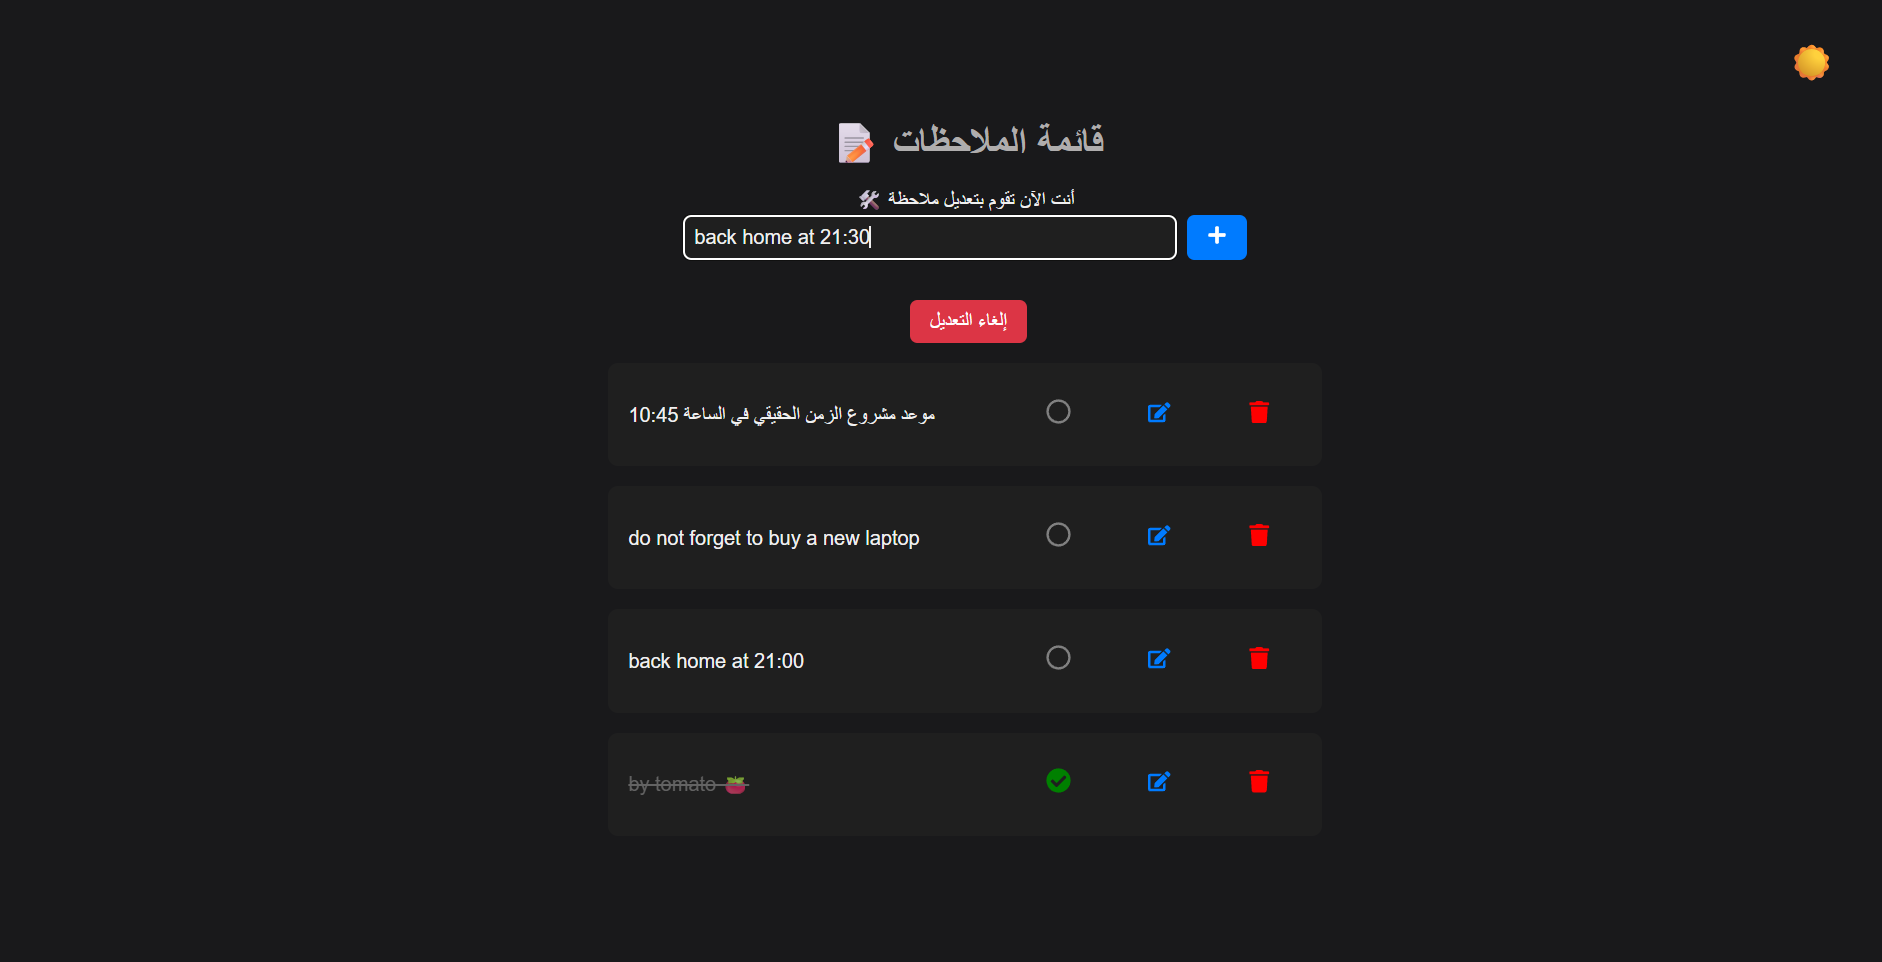 قائمة الملاحظات 📝
أنت الآن تقوم بتعديل ملاحظة 🛠️
back home at 21:30
إلغاء التعديل
موعد مشروع الزمن الحقيقي في الساعة 10:45
do not forget to buy a new laptop
back home at 21:00
by tomato 🍅